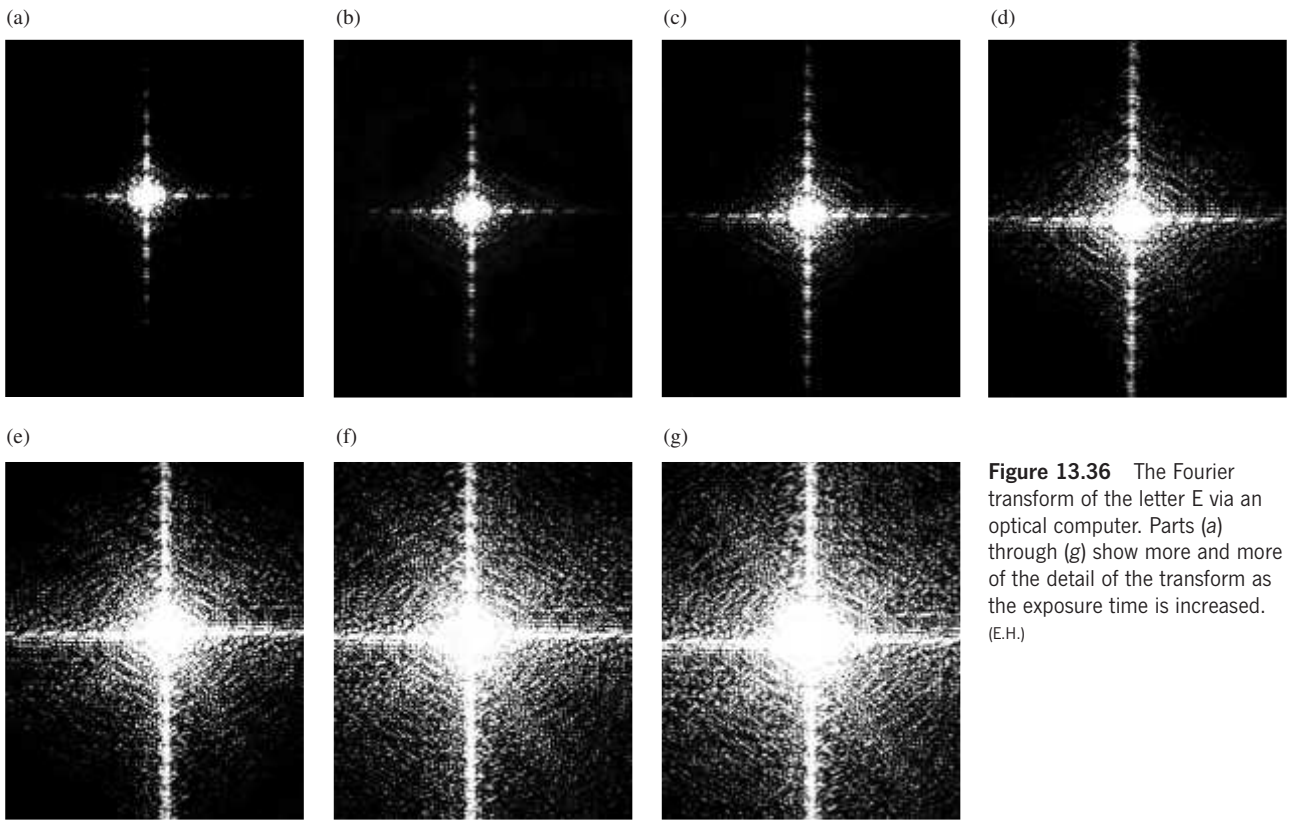 (a)
(b)
(c)
(d)
(e)
(f)
(g)
Figure 13.36 The Fourier
transform of the letter E via an
optical computer. Parts (a)
through (g) show more and more
of the detail of the transform as
the exposure time is increased.
(E.H.)